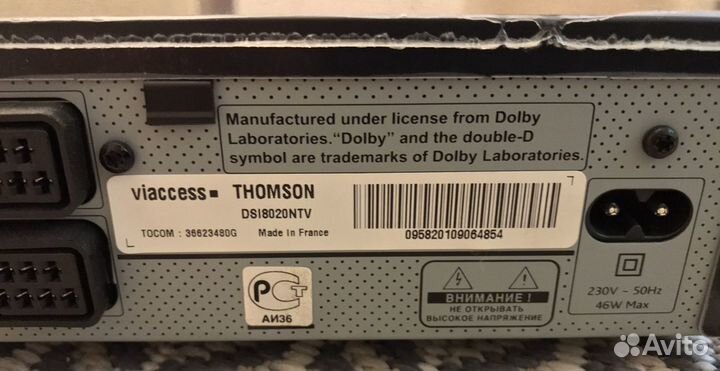 Manufactured under license from Dolby
Laboratories. “Dolby” and the double-D
symbol are trademarks of Dolby Laboratories.
viaccess THOMSON
DSI8020NTV
TOCOM : 36623480G Made in France
095820109064854
РСТ
АИ36
ВНИМАНИЕ !
НЕ ОТКРЫВАТЬ
ВЫСОКОЕ НАПРЯЖЕНИЕ
230V - 50Hz
46W Max
Avito